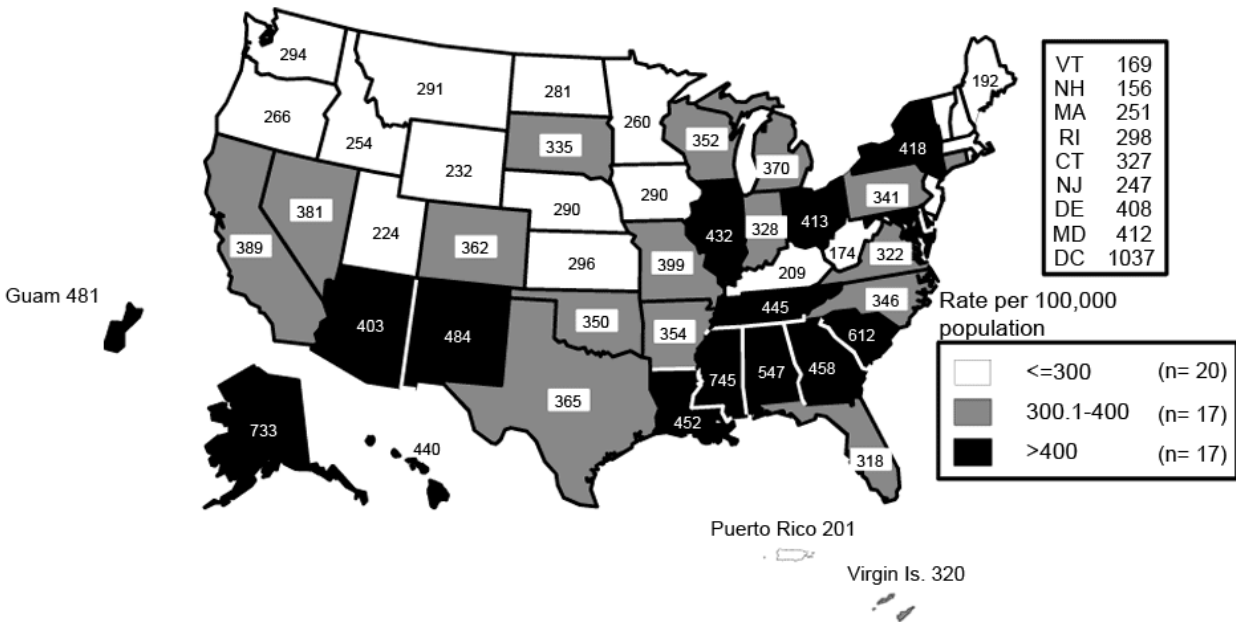 294
291
281
260
192
266
254
232
335
352
370
418
381
224
362
290
290
432
328
413
341
389
296
399
209
174
322
403
484
350
354
445
346
365
452
745
547
458
612
318
733
440
Guam 481
Puerto Rico 201
Virgin Is. 320
VT 169
NH 156
MA 251
RI 298
CT 327
NJ 247
DE 408
MD 412
DC 1037
Rate per 100,000
population
<=300 (n= 20)
300.1-400 (n= 17)
>400 (n= 17)